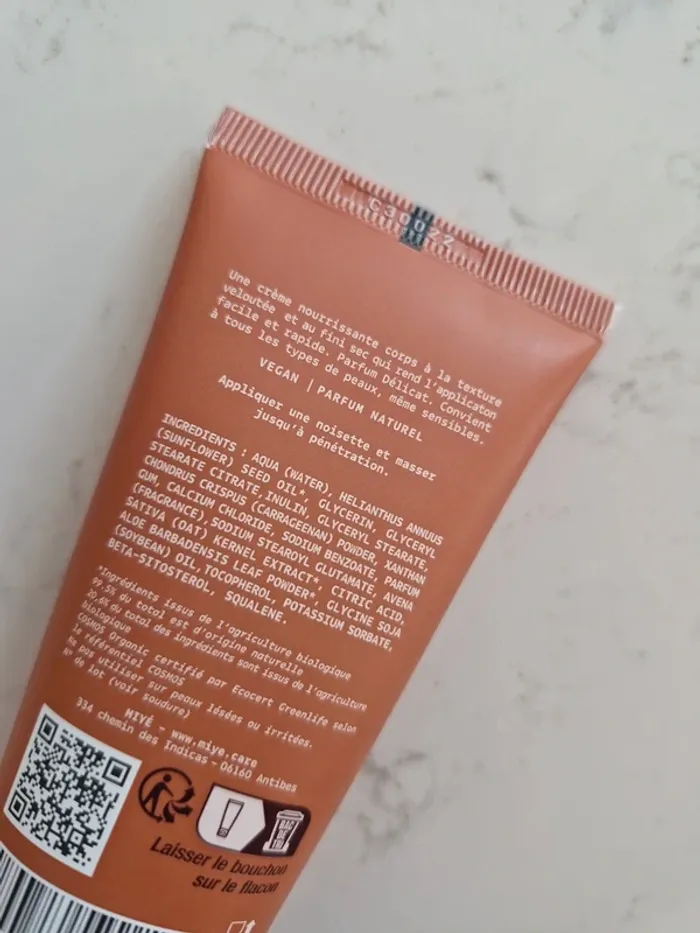 C30022
Une crème nourrissante corps à la texture
veloutée et au fini sec qui rend l'applicaton
facile et rapide. Parfum Délicat. Convient
à tous les types de peaux, même sensibles.
VEGAN | PARFUM NATUREL
Appliquer une noisette et masser
jusqu'à pénétration.
INGREDIENTS : AQUA (WATER), HELIANTHUS ANNUUS
(SUNFLOWER) SEED OIL*, GLYCERIN, GLYCERYL
STEARATE CITRATE, INULIN, GLYCERYL STEARATE,
CHONDRUS CRISPUS (CARRAGEENAN) POWDER, XANTHAN
GUM, CALCIUM CHLORIDE, SODIUM BENZOATE, PARFUM
(FRAGRANCE), SODIUM STEAROYL GLUTAMATE, AVENA
SATIVA (OAT) KERNEL EXTRACT*, CITRIC ACID,
ALOE BARBADENSIS LEAF POWDER*, GLYCINE SOJA
(SOYBEAN) OIL, TOCOPHEROL, POTASSIUM SORBATE,
BETA-SITOSTEROL, SQUALENE.
*Ingrédients issus de l'agriculture biologique
99,5% du total est d'origine naturelle
20,6% du total des ingrédients sont issus de l'agriculture
biologique
COSMOS Organic certifié par Ecocert Greenlife selon
le référentiel COSMOS
Ne pas utiliser sur peaux lésées ou irritées.
N° de lot (voir soudure)
MIYÉ - www.miye.care
334 chemin des Indicas - 06160 Antibes
BAC
DE
TRI
Laisser le bouchon
sur le flacon